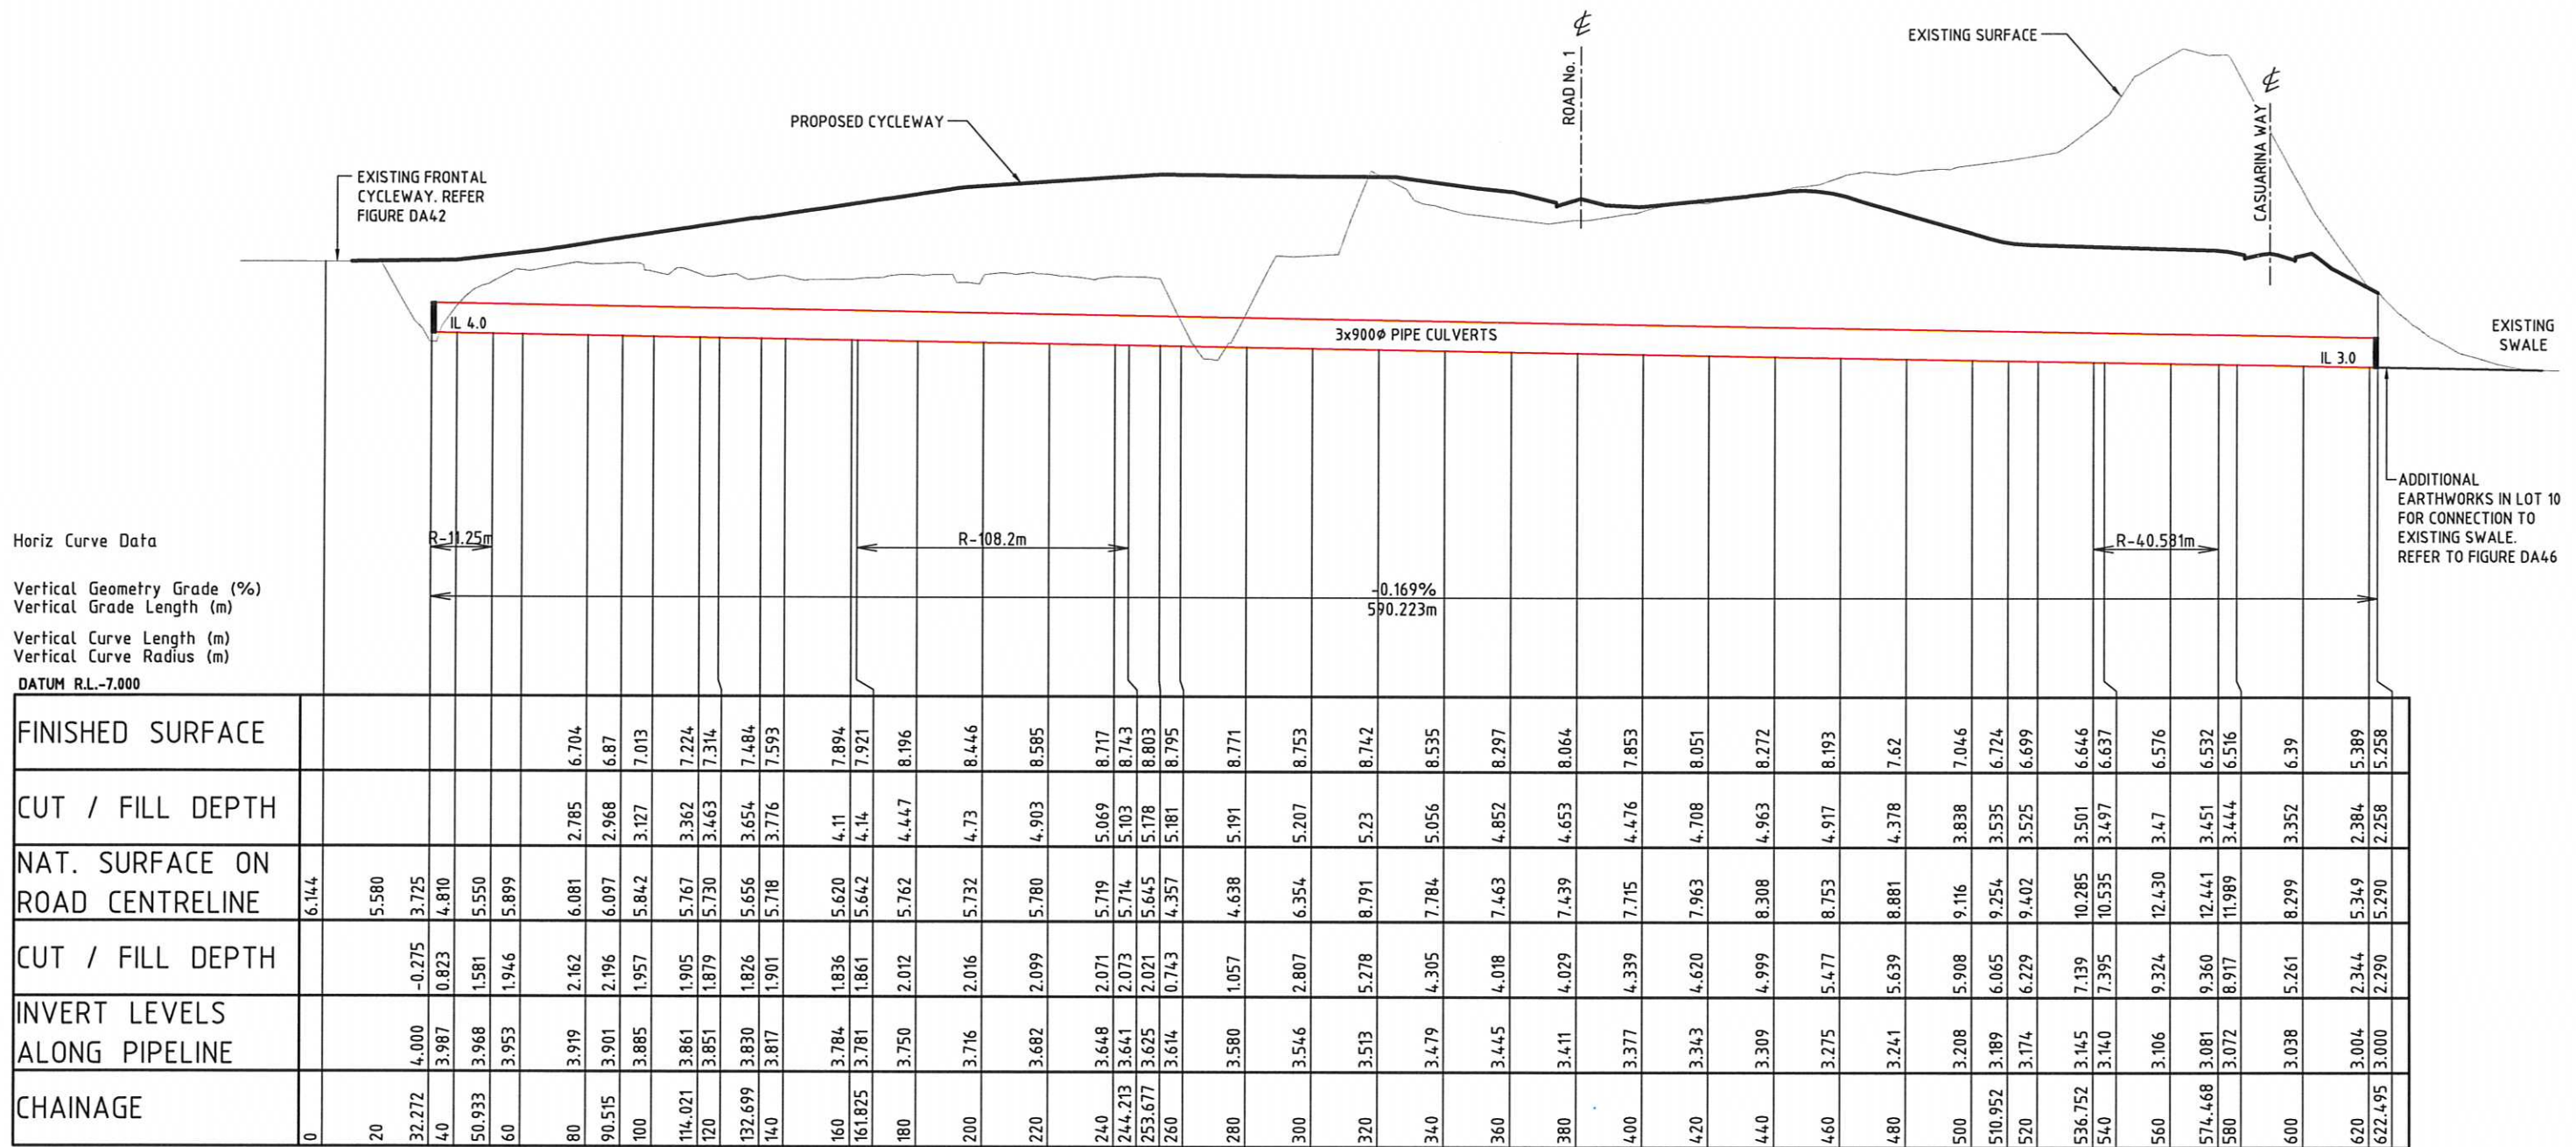 ℄
ROAD No. 1
EXISTING SURFACE
℄
CASUARINA WAY
PROPOSED CYCLEWAY
EXISTING FRONTAL
CYCLEWAY. REFER
FIGURE DA42
IL 4.0
3x900Ø PIPE CULVERTS
IL 3.0
EXISTING
SWALE
ADDITIONAL
EARTHWORKS IN LOT 10
FOR CONNECTION TO
EXISTING SWALE.
REFER TO FIGURE DA46
Horiz Curve Data
R-11.25m
R-108.2m
R-40.581m
Vertical Geometry Grade (%)
-0.169%
Vertical Grade Length (m)
590.223m
Vertical Curve Length (m)
Vertical Curve Radius (m)
DATUM R.L.-7.000
FINISHED SURFACE
6.704 6.87 7.013 7.224 7.314 7.484 7.593 7.894 7.921 8.196 8.446 8.585 8.717 8.743 8.803 8.795 8.771 8.753 8.742 8.535 8.297 8.064 7.853 8.051 8.272 8.193 7.62 7.046 6.724 6.699 6.646 6.637 6.576 6.532 6.516 6.39 5.389 5.258
CUT / FILL DEPTH
2.785 2.968 3.127 3.362 3.463 3.654 3.776 4.11 4.14 4.447 4.73 4.903 5.069 5.103 5.178 5.181 5.191 5.207 5.23 5.056 4.852 4.653 4.476 4.708 4.963 4.917 4.378 3.838 3.535 3.525 3.501 3.497 3.47 3.451 3.444 3.352 2.384 2.258
NAT. SURFACE ON
ROAD CENTRELINE
6.144 5.580 3.725 4.810 5.550 5.899 6.081 6.097 5.842 5.767 5.730 5.656 5.718 5.620 5.642 5.762 5.732 5.780 5.719 5.714 5.645 4.357 4.638 6.354 8.791 7.784 7.463 7.439 7.715 7.963 8.308 8.753 8.881 9.116 9.254 9.402 10.285 10.535 12.430 12.441 11.989 8.299 5.349 5.290
CUT / FILL DEPTH
-0.275 0.823 1.581 1.946 2.162 2.196 1.957 1.905 1.879 1.826 1.901 1.836 1.861 2.012 2.016 2.099 2.071 2.073 2.021 0.743 1.057 2.807 5.278 4.305 4.018 4.029 4.339 4.620 4.999 5.477 5.639 5.908 6.065 6.229 7.139 7.395 9.324 9.360 8.917 5.261 2.344 2.290
INVERT LEVELS
ALONG PIPELINE
4.000 3.987 3.968 3.953 3.919 3.901 3.885 3.861 3.851 3.830 3.817 3.784 3.781 3.750 3.716 3.682 3.648 3.641 3.625 3.614 3.580 3.546 3.513 3.479 3.445 3.411 3.377 3.343 3.309 3.275 3.241 3.208 3.189 3.174 3.145 3.140 3.106 3.081 3.072 3.038 3.004 3.000
CHAINAGE
0 20 32.272 40 50.933 60 80 90.515 100 114.021 120 132.699 140 160 161.825 180 200 220 240 244.213 253.677 260 280 300 320 340 360 380 400 420 440 460 480 500 510.952 520 536.752 540 560 574.468 580 600 620 622.495